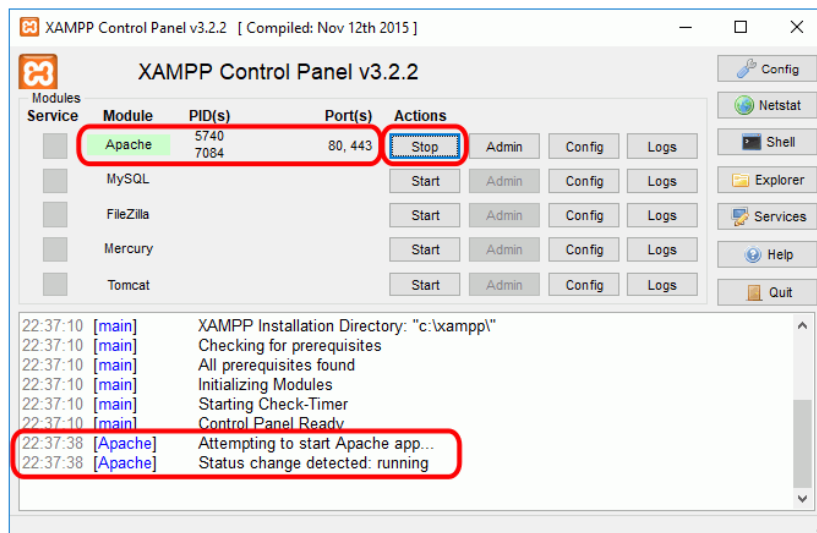 XAMPP Control Panel v3.2.2 [ Compiled: Nov 12th 2015 ]
XAMPP Control Panel v3.2.2
Config
Modules
Service Module PID(s) Port(s) Actions
Netstat
Apache 5740 7084 80, 443 Stop Admin Config Logs
Shell
MySQL Start Admin Config Logs
Explorer
FileZilla Start Admin Config Logs
Services
Mercury Start Admin Config Logs
Help
Tomcat Start Admin Config Logs
Quit
22:37:10 [main] XAMPP Installation Directory: "c:\xampp\"
22:37:10 [main] Checking for prerequisites
22:37:10 [main] All prerequisites found
22:37:10 [main] Initializing Modules
22:37:10 [main] Starting Check-Timer
22:37:10 [main] Control Panel Ready
22:37:38 [Apache] Attempting to start Apache app...
22:37:38 [Apache] Status change detected: running